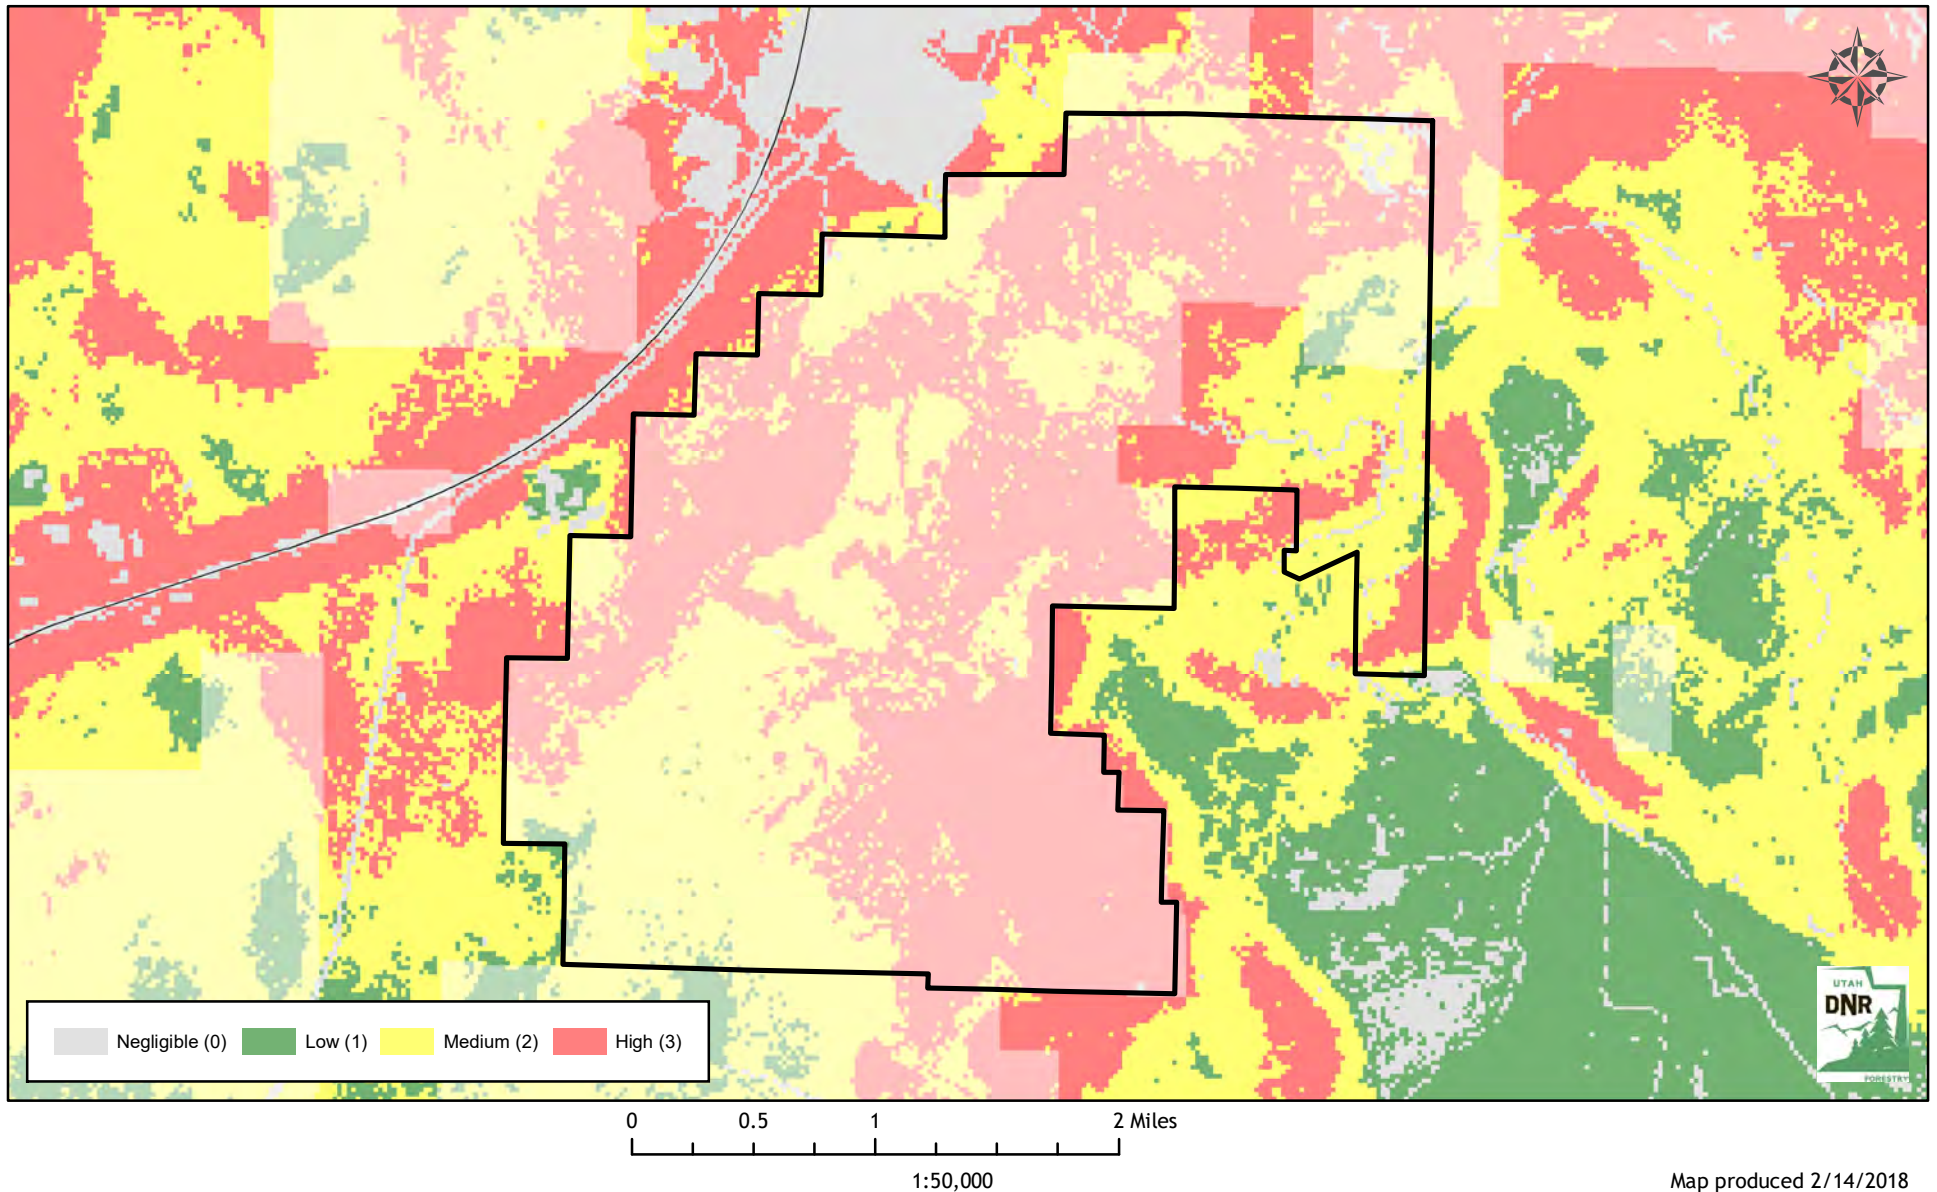 UTAH
DNR
FORESTRY
Negligible (0) Low (1) Medium (2) High (3)
0 0.5 1 2 Miles
1:50,000
Map produced 2/14/2018